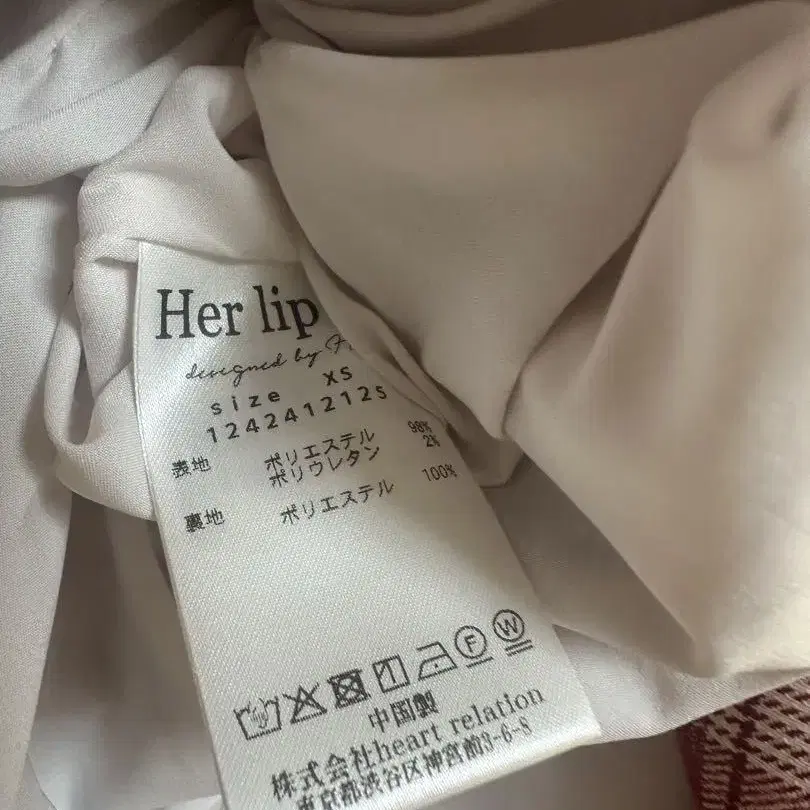 Her lip
designed by
size XS
1242412125
表地 ポリエステル 98%
ポリウレタン 2%
裏地 ポリエステル 100%
F W
中国製
株式会社heart relation
東京都渋谷区神宮前3-6-8